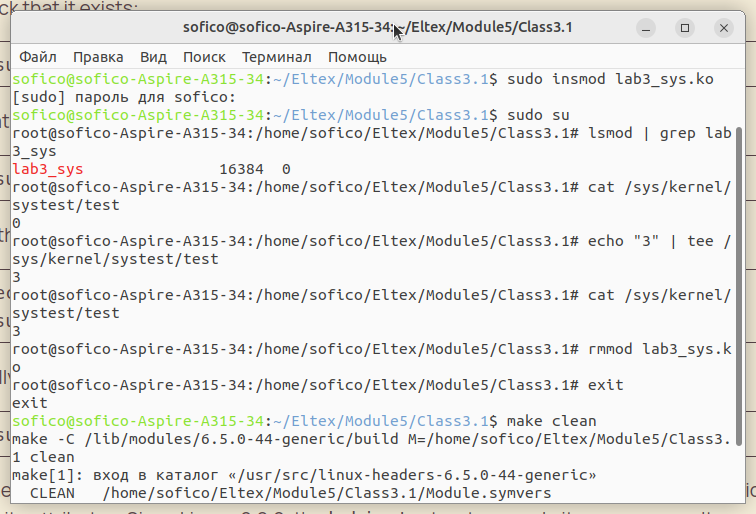 ck that it exists:
sofico@sofico-Aspire-A315-34:~/Eltex/Module5/Class3.1
Файл Правка Вид Поиск Терминал Помощь
sofico@sofico-Aspire-A315-34:~/Eltex/Module5/Class3.1$ sudo insmod lab3_sys.ko
[sudo] пароль для sofico:
sofico@sofico-Aspire-A315-34:~/Eltex/Module5/Class3.1$ sudo su
root@sofico-Aspire-A315-34:/home/sofico/Eltex/Module5/Class3.1# lsmod | grep lab
3_sys
lab3_sys 16384 0
root@sofico-Aspire-A315-34:/home/sofico/Eltex/Module5/Class3.1# cat /sys/kernel/
systest/test
0
root@sofico-Aspire-A315-34:/home/sofico/Eltex/Module5/Class3.1# echo "3" | tee /
sys/kernel/systest/test
3
root@sofico-Aspire-A315-34:/home/sofico/Eltex/Module5/Class3.1# cat /sys/kernel/
systest/test
3
root@sofico-Aspire-A315-34:/home/sofico/Eltex/Module5/Class3.1# rmmod lab3_sys.k
o
root@sofico-Aspire-A315-34:/home/sofico/Eltex/Module5/Class3.1# exit
exit
sofico@sofico-Aspire-A315-34:~/Eltex/Module5/Class3.1$ make clean
make -C /lib/modules/6.5.0-44-generic/build M=/home/sofico/Eltex/Module5/Class3.
1 clean
make[1]: вход в каталог «/usr/src/linux-headers-6.5.0-44-generic»
CLEAN /home/sofico/Eltex/Module5/Class3.1/Module.symvers